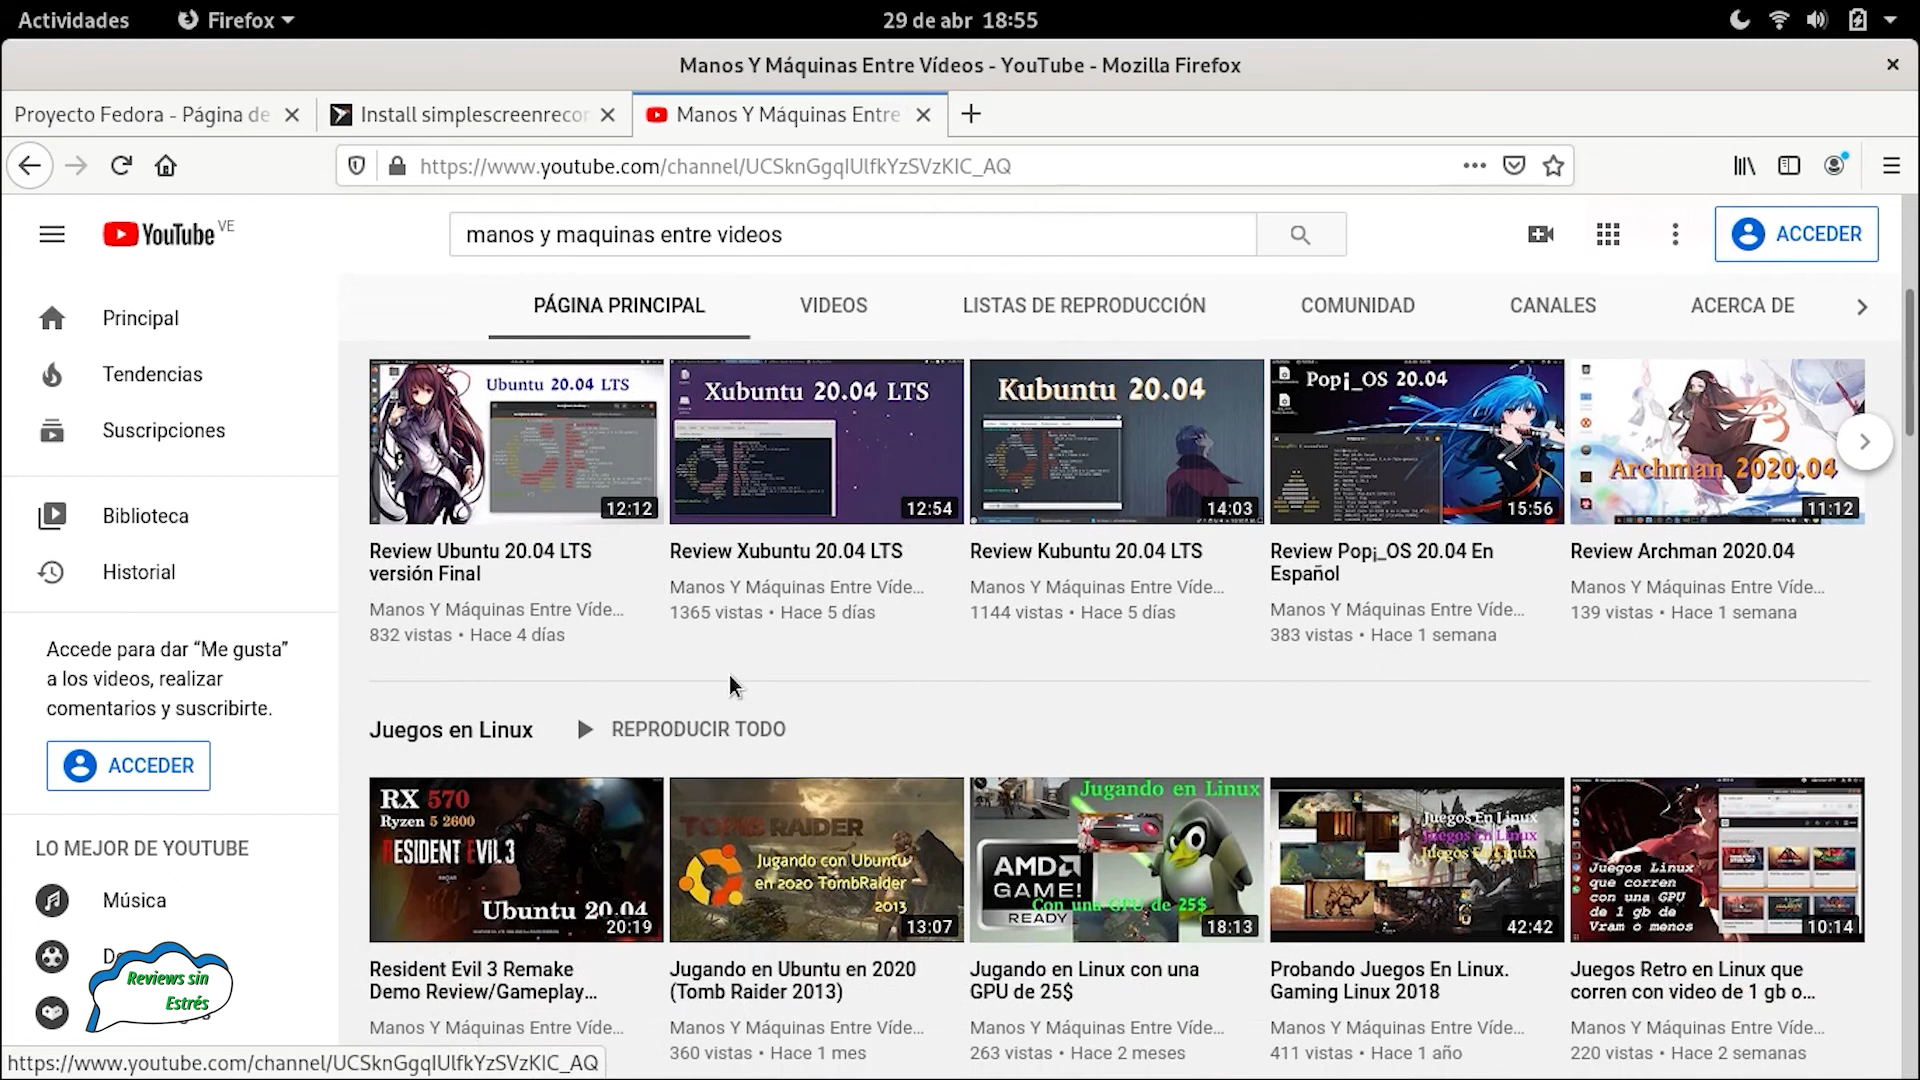 Actividades
Firefox
29 de abr 18:55
Manos Y Máquinas Entre Vídeos - YouTube - Mozilla Firefox
Proyecto Fedora - Página de
Install simplescreenrecor
Manos Y Máquinas Entre
https://www.youtube.com/channel/UCSknGgqIUlfkYzSVzKIC_AQ
YouTube VE
manos y maquinas entre videos
ACCEDER
PÁGINA PRINCIPAL
VIDEOS
LISTAS DE REPRODUCCIÓN
COMUNIDAD
CANALES
ACERCA DE
Principal
Tendencias
Suscripciones
Biblioteca
Historial
Accede para dar “Me gusta”
a los videos, realizar
comentarios y suscribirte.
ACCEDER
LO MEJOR DE YOUTUBE
Música
Reviews sin
Estrés
Ubuntu 20.04 LTS
12:12
Xubuntu 20.04 LTS
12:54
Kubuntu 20.04
14:03
Pop¡_OS 20.04
15:56
Archman 2020.04
11:12
Review Ubuntu 20.04 LTS
versión Final
Manos Y Máquinas Entre Víde...
832 vistas • Hace 4 días
Review Xubuntu 20.04 LTS
Manos Y Máquinas Entre Víde...
1365 vistas • Hace 5 días
Review Kubuntu 20.04 LTS
Manos Y Máquinas Entre Víde...
1144 vistas • Hace 5 días
Review Pop¡_OS 20.04 En
Español
Manos Y Máquinas Entre Víde...
383 vistas • Hace 1 semana
Review Archman 2020.04
Manos Y Máquinas Entre Víde...
139 vistas • Hace 1 semana
Juegos en Linux
REPRODUCIR TODO
RX 570
Ryzen 5 2600
RESIDENT EVIL 3
Ubuntu 20.04
20:19
TOMB RAIDER
Jugando con Ubuntu
en 2020 TombRaider
2013
13:07
Jugando en Linux
AMD
GAME!
Con una GPU de 25$
READY
18:13
Juegos En Linux
Juegos En Linux
Juegos En Linux
42:42
Juegos Linux
que corren
con una GPU
de 1 gb de
Vram o menos
10:14
Resident Evil 3 Remake
Demo Review/Gameplay...
Manos Y Máquinas Entre Víde...
Jugando en Ubuntu en 2020
(Tomb Raider 2013)
Manos Y Máquinas Entre Víde...
360 vistas • Hace 1 mes
Jugando en Linux con una
GPU de 25$
Manos Y Máquinas Entre Víde...
263 vistas • Hace 2 meses
Probando Juegos En Linux.
Gaming Linux 2018
Manos Y Máquinas Entre Víde...
411 vistas • Hace 1 año
Juegos Retro en Linux que
corren con video de 1 gb o...
Manos Y Máquinas Entre Víde...
220 vistas • Hace 2 semanas
https://www.youtube.com/channel/UCSknGgqIUlfkYzSVzKIC_AQ